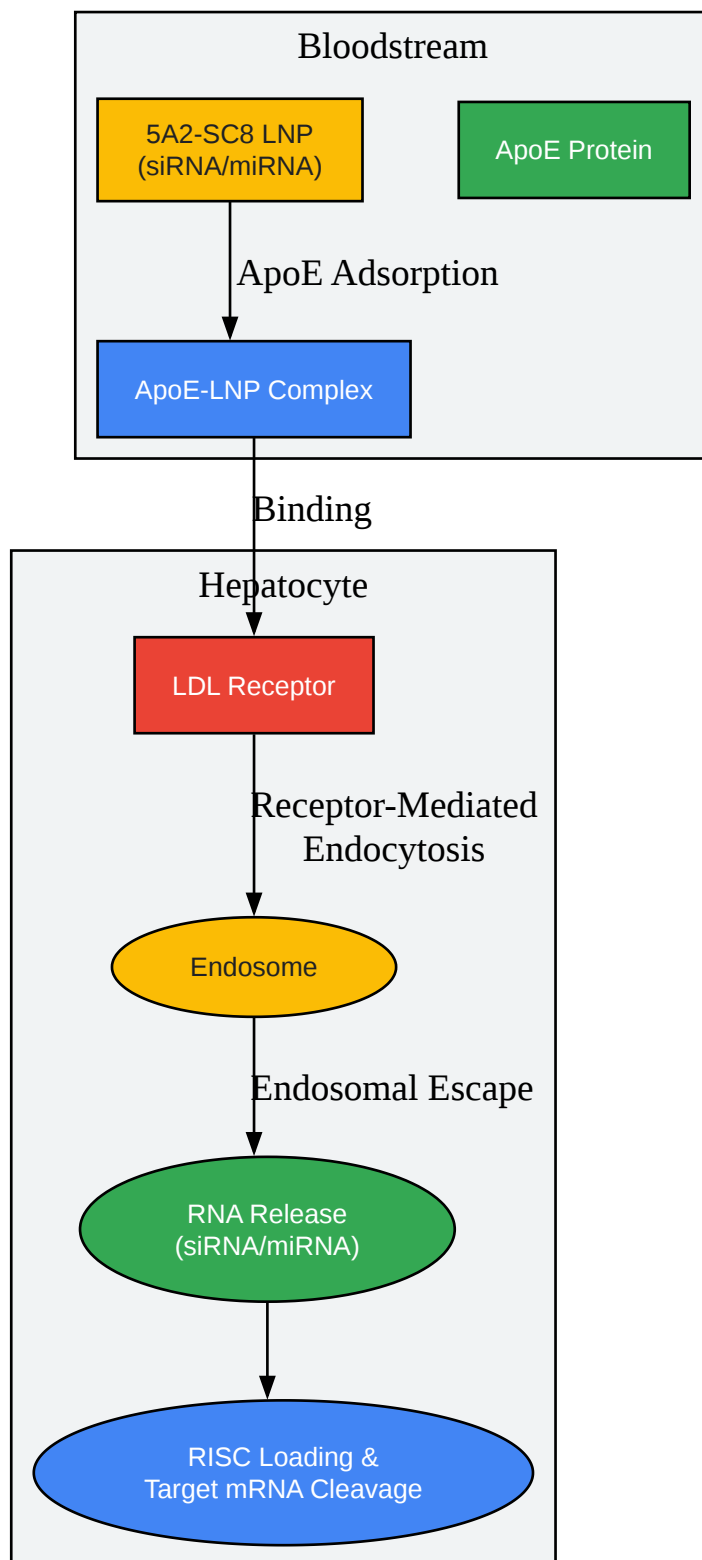 Bloodstream
5A2-SC8 LNP
(siRNA/miRNA)
ApoE Protein
ApoE Adsorption
ApoE-LNP Complex
Binding
Hepatocyte
LDL Receptor
Receptor-Mediated
Endocytosis
Endosome
Endosomal Escape
RNA Release
(siRNA/miRNA)
RISC Loading &
Target mRNA Cleavage